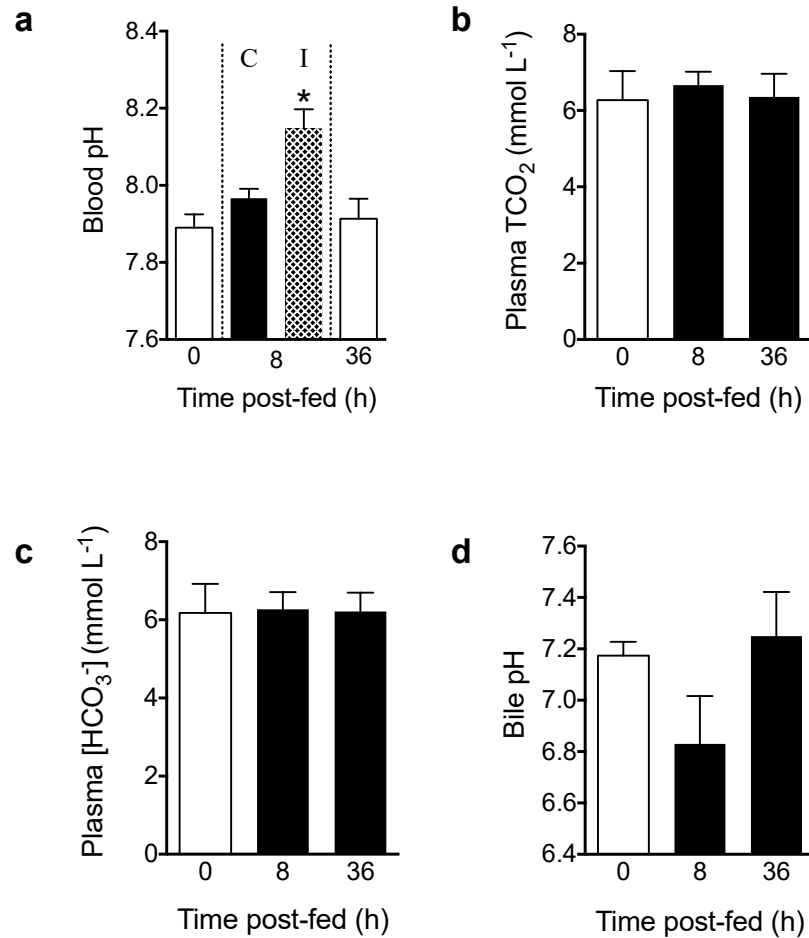 a
Blood pH
8.4
8.2
8.0
7.8
7.6
C I
*
0 8 36
Time post-fed (h)
b
Plasma TCO₂ (mmol L⁻¹)
8
6
4
2
0
0 8 36
Time post-fed (h)
c
Plasma [HCO₃⁻] (mmol L⁻¹)
8
6
4
2
0
0 8 36
Time post-fed (h)
d
Bile pH
7.6
7.4
7.2
7.0
6.8
6.6
6.4
0 8 36
Time post-fed (h)